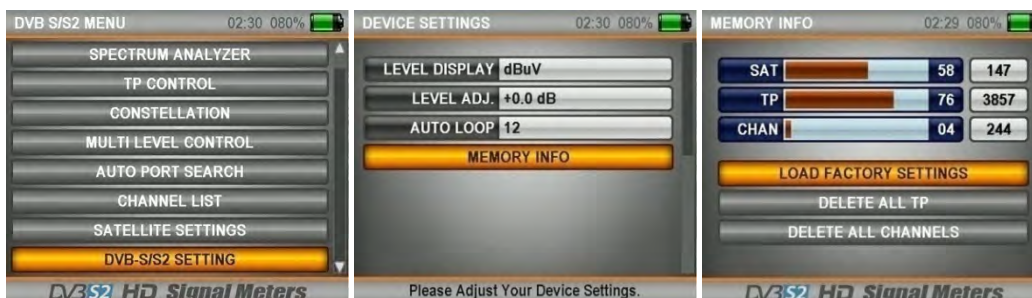 DVB S/S2 MENU 02:30 080%
SPECTRUM ANALYZER
TP CONTROL
CONSTELLATION
MULTI LEVEL CONTROL
AUTO PORT SEARCH
CHANNEL LIST
SATELLITE SETTINGS
DVB-S/S2 SETTING
DVB S2 HD Signal Meters
DEVICE SETTINGS 02:30 080%
LEVEL DISPLAY dBuV
LEVEL ADJ. +0.0 dB
AUTO LOOP 12
MEMORY INFO
Please Adjust Your Device Settings.
MEMORY INFO 02:29 080%
SAT 58 147
TP 76 3857
CHAN 04 244
LOAD FACTORY SETTINGS
DELETE ALL TP
DELETE ALL CHANNELS
DVB S2 HD Signal Meters